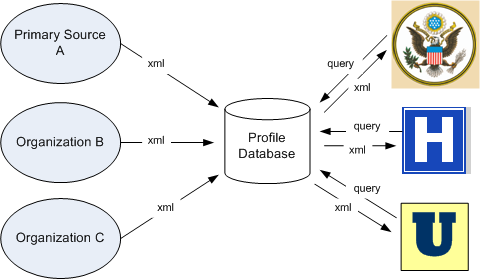 Primary Source
A
xml
query
xml
Organization B
xml
Profile
Database
query
xml
H
Organization C
xml
query
xml
U